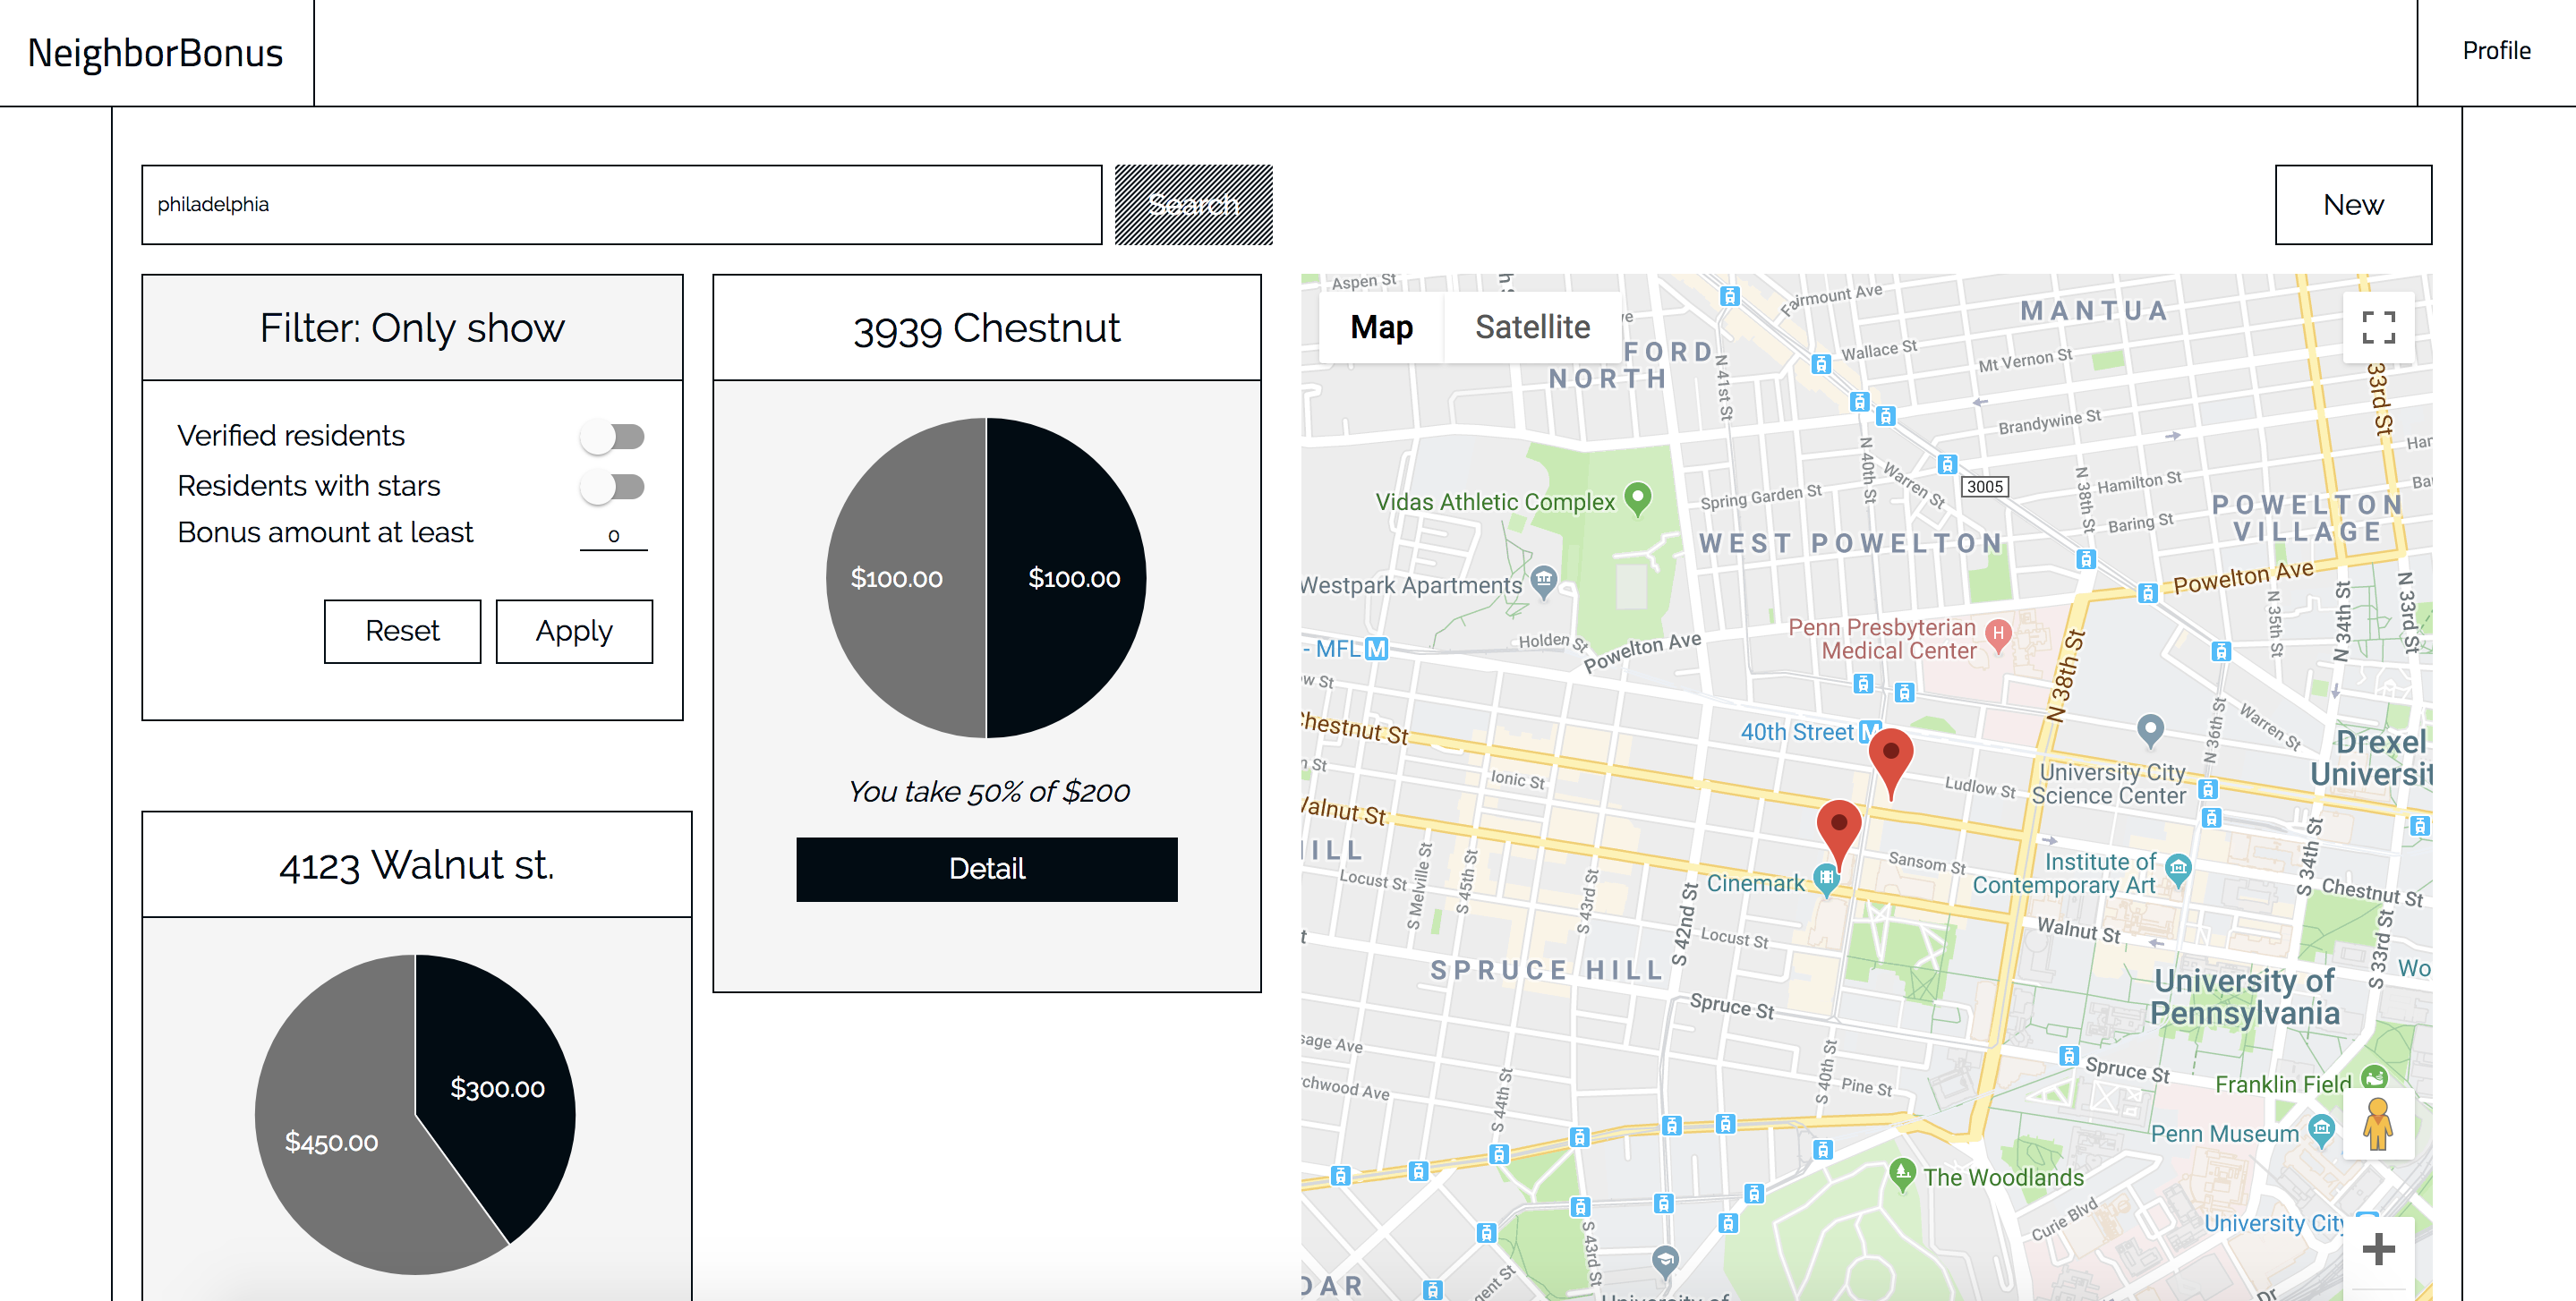 NeighborBonus
Profile
philadelphia
Search
New
Filter: Only show
Verified residents
Residents with stars
Bonus amount at least
0
Reset
Apply
3939 Chestnut
$100.00
$100.00
You take 50% of $200
Detail
4123 Walnut st.
$300.00
$450.00
Map
Satellite
Aspen St
Fairmount Ave
MANTUA
Wallace St
Mt Vernon St
33rd St
FORD
NORTH
N 41st St
Brandywine St
N 40th St
Warren St
3005
N 38th St
Hamilton St
Baring St
POWELTON
VILLAGE
Vidas Athletic Complex
Spring Garden St
WEST POWELTON
Westpark Apartments
Powelton Ave
N 35th St
N 34th St
N 33rd St
Penn Presbyterian
Medical Center
H
Holden St
Powelton Ave
- MFL
M
N 38th St
N 36th St
Warren St
40th Street
M
Chestnut St
Drexel
Universit
University City
Science Center
Ludlow St
Ionic St
Walnut St
Sansom St
Cinemark
Institute of
Contemporary Art
S 34th St
Chestnut St
ILL
Locust St
S Melville St
S 45th St
S 43rd St
S 42nd St
Locust St
Walnut St
S 33rd St
Wo
SPRUCE HILL
University of
Pennsylvania
Spruce St
sage Ave
rchwood Ave
S 44th St
S 40th St
Pine St
Spruce St
Franklin Field
Penn Museum
The Woodlands
Curie Blvd
University City
S 43rd St
DAR
gent St
University of
Dr